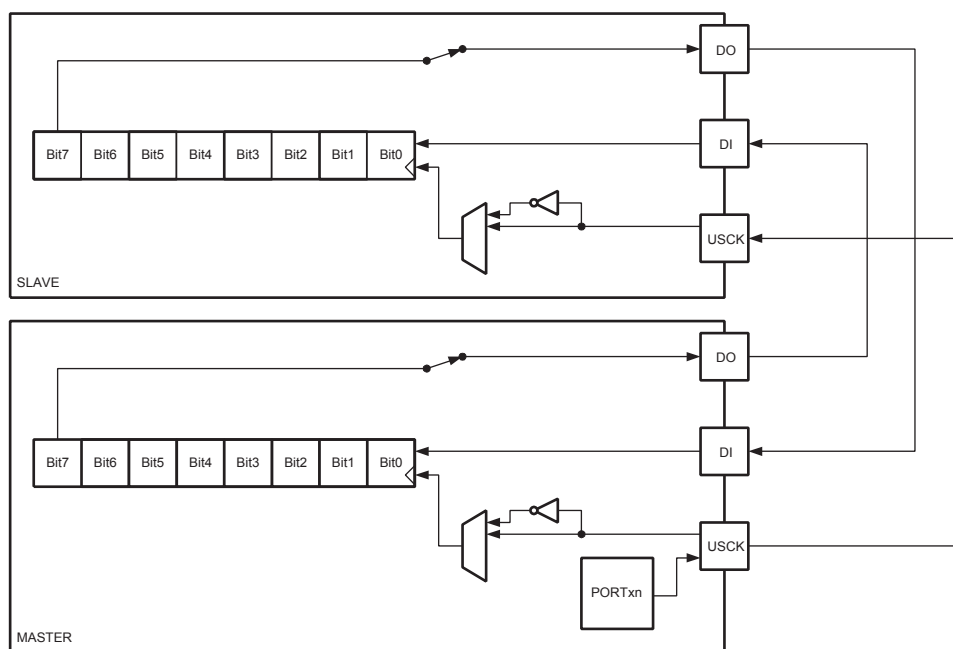 DO
Bit7 Bit6 Bit5 Bit4 Bit3 Bit2 Bit1 Bit0
DI
USCK
SLAVE
DO
Bit7 Bit6 Bit5 Bit4 Bit3 Bit2 Bit1 Bit0
DI
USCK
PORTxn
MASTER